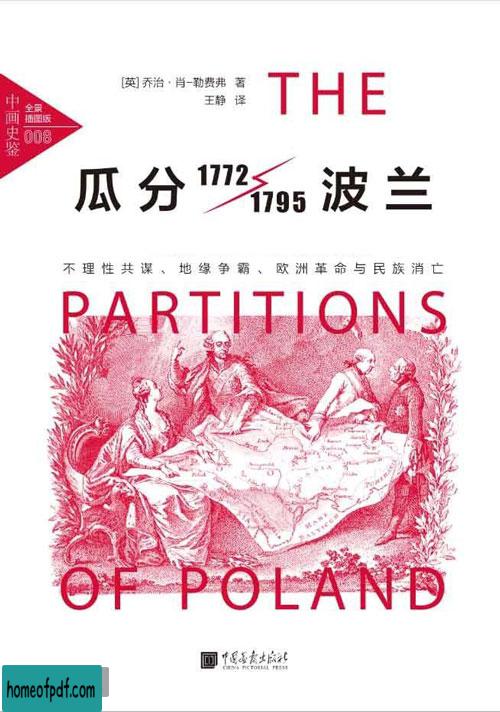 [英] 乔治·肖-勒费弗 著
王静 译
THE
中画史鉴
全景
插图版
008
瓜分 1772 1795 波兰
不理性共谋、地缘争霸、欧洲革命与民族消亡
PARTITIONS
OF POLAND
中国画报出版社
CHINA PICTORIAL PRESS
homeofpdf.com